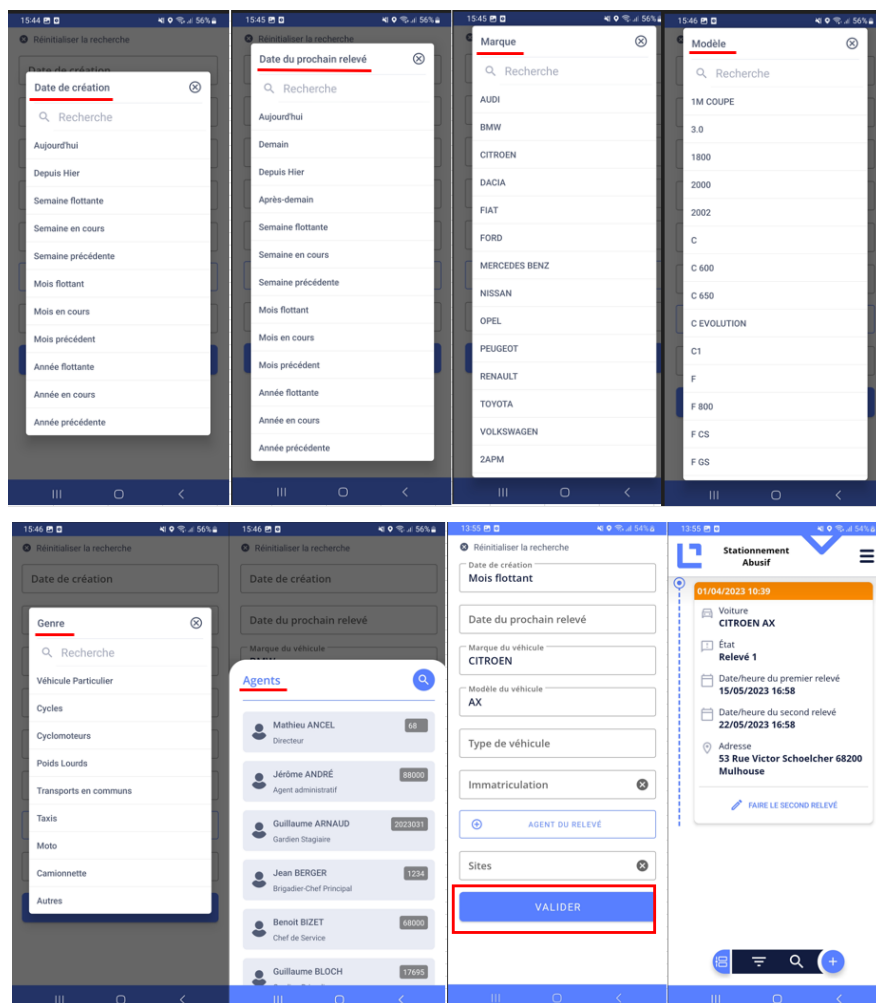 15:44 56%
Réinitialiser la recherche
Date de création
Date de création
Recherche
Aujourd'hui
Depuis Hier
Semaine flottante
Semaine en cours
Semaine précédente
Mois flottant
Mois en cours
Mois précédent
Année flottante
Année en cours
Année précédente
15:45 56%
Réinitialiser la recherche
Date du prochain relevé
Recherche
Aujourd'hui
Demain
Depuis Hier
Après-demain
Semaine flottante
Semaine en cours
Semaine précédente
Mois flottant
Mois en cours
Mois précédent
Année flottante
Année en cours
Année précédente
15:45 56%
Marque
Recherche
AUDI
BMW
CITROEN
DACIA
FIAT
FORD
MERCEDES BENZ
NISSAN
OPEL
PEUGEOT
RENAULT
TOYOTA
VOLKSWAGEN
2APM
15:46 56%
Modèle
Recherche
1M COUPE
3.0
1800
2000
2002
C
C 600
C 650
C EVOLUTION
C1
F
F 800
F CS
F GS
15:46 56%
Réinitialiser la recherche
Date de création
Genre
Recherche
Véhicule Particulier
Cycles
Cyclomoteurs
Poids Lourds
Transports en communs
Taxis
Moto
Camionnette
Autres
15:46 56%
Réinitialiser la recherche
Date de création
Date du prochain relevé
Marque du véhicule
Agents
Mathieu ANCEL 68
Directeur
Jérôme ANDRÉ 88000
Agent administratif
Guillaume ARNAUD 2023031
Gardien Stagiaire
Jean BERGER 1234
Brigadier-Chef Principal
Benoit BIZET 68000
Chef de Service
Guillaume BLOCH 17695
13:55 54%
Réinitialiser la recherche
Date de création
Mois flottant
Date du prochain relevé
Marque du véhicule
CITROEN
Modèle du véhicule
AX
Type de véhicule
Immatriculation
AGENT DU RELEVÉ
Sites
VALIDER
13:55 54%
Stationnement
Abusif
01/04/2023 10:39
Voiture
CITROEN AX
État
Relevé 1
Date/heure du premier relevé
15/05/2023 16:58
Date/heure du second relevé
22/05/2023 16:58
Adresse
53 Rue Victor Schoelcher 68200
Mulhouse
FAIRE LE SECOND RELEVÉ